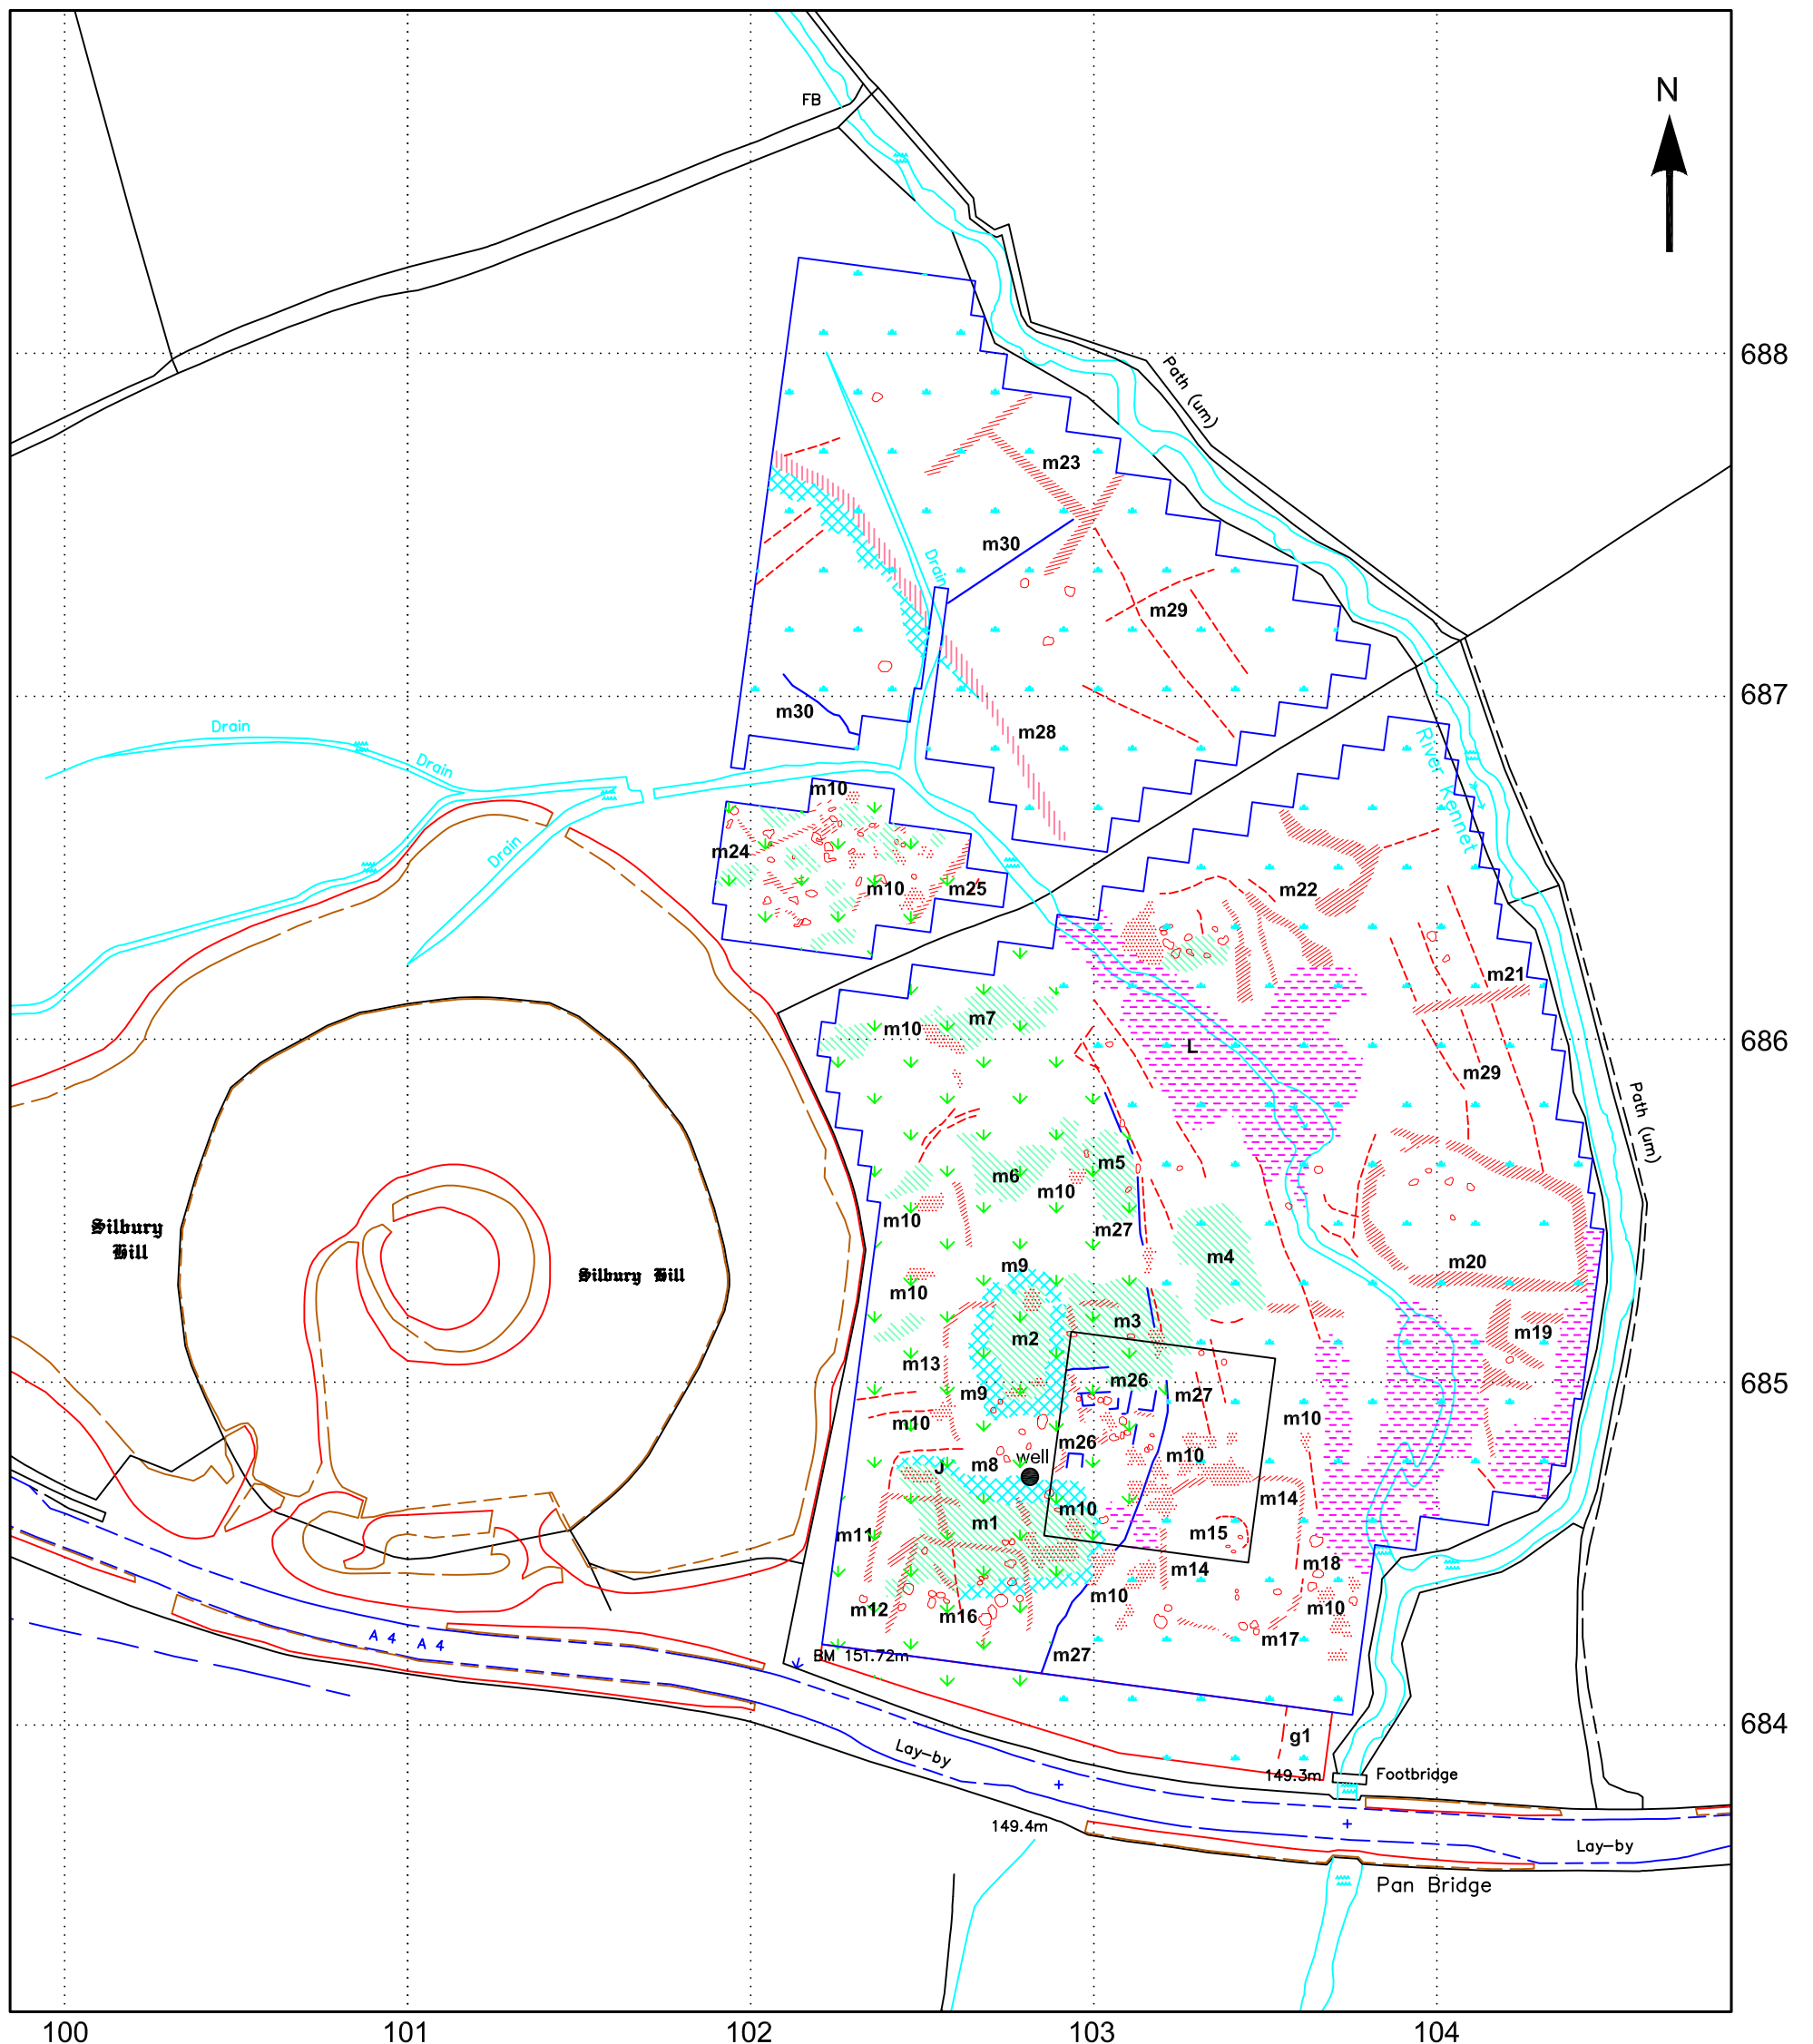 N
FB
Path (um)
688
m23
m30
Drain
m29
687
m30
m28
Drain
Drain
River Kennet
m10
Drain
m24
m10
m25
m22
m21
m7
m10
686
L
m29
Path (um)
m5
m6
m10
m10
m27
Silbury
Hill
Silbury Hill
m4
m9
m20
m10
m3
m2
m19
m13
m26
m9
m27
685
m10
m10
m26
m10
well
J
m8
m14
m10
m1
m11
m15
m18
m14
m10
m10
m12
m16
m17
A 4
A 4
BM 151.72m
m27
684
g1
Lay-by
149.3m
Footbridge
149.4m
Lay-by
Pan Bridge
100
101
102
103
104